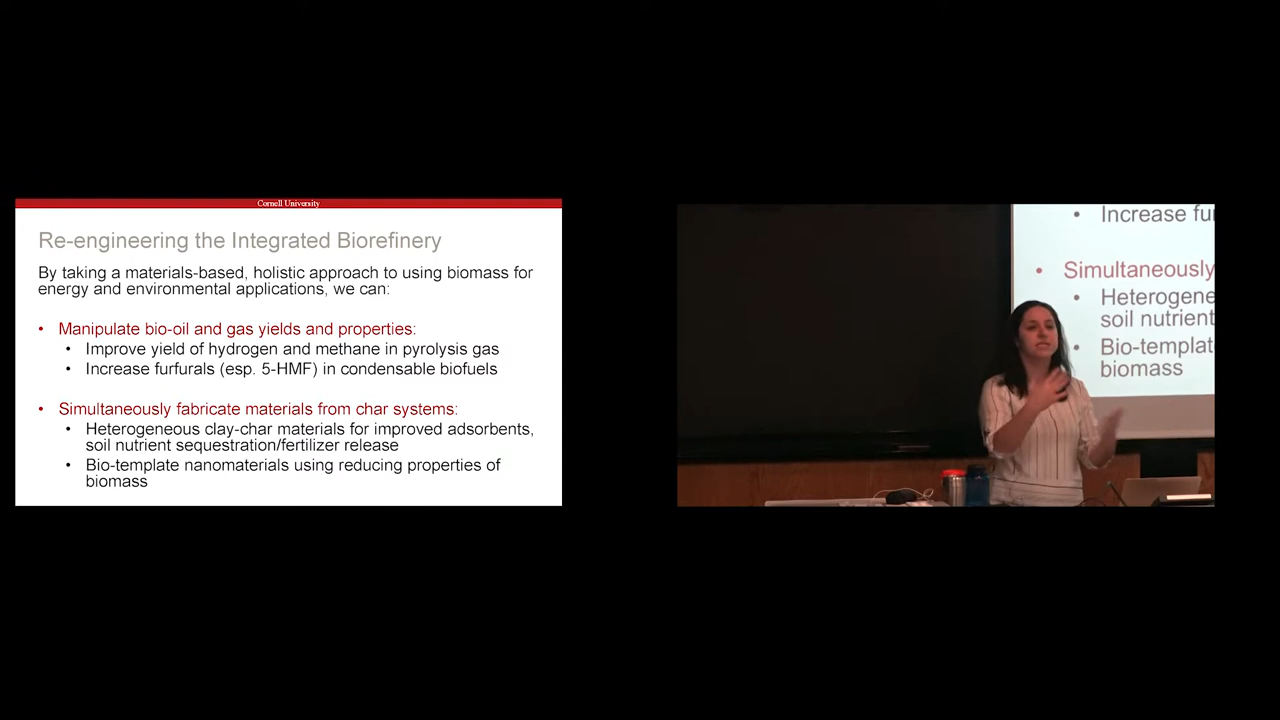 Cornell University
Re-engineering the Integrated Biorefinery
By taking a materials-based, holistic approach to using biomass for
energy and environmental applications, we can:
• Manipulate bio-oil and gas yields and properties:
• Improve yield of hydrogen and methane in pyrolysis gas
• Increase furfurals (esp. 5-HMF) in condensable biofuels
• Simultaneously fabricate materials from char systems:
• Heterogeneous clay-char materials for improved adsorbents,
soil nutrient sequestration/fertilizer release
• Bio-template nanomaterials using reducing properties of
biomass
• Increase fu
• Simultaneously
• Heterogene
soil nutrient
• Bio-templat
biomass